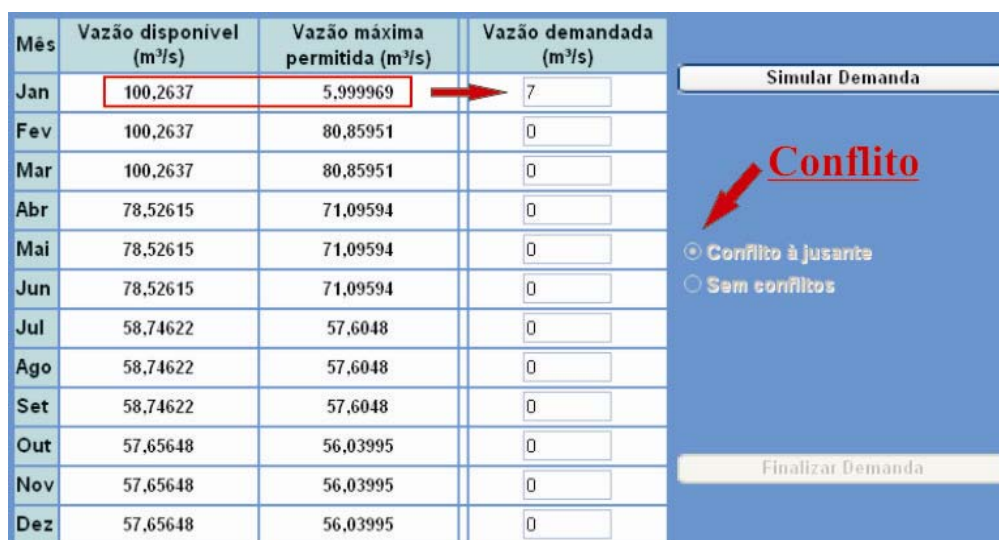 Mês Vazão disponível (m³/s) Vazão máxima permitida (m³/s) Vazão demandada (m³/s)
Simular Demanda
Jan 100,2637 5,999969 7
Fev 100,2637 80,85951 0
Mar 100,2637 80,85951 0
Conflito
Abr 78,52615 71,09594 0
Mai 78,52615 71,09594 0
Conflito à jusante
Jun 78,52615 71,09594 0
Sem conflitos
Jul 58,74622 57,6048 0
Ago 58,74622 57,6048 0
Set 58,74622 57,6048 0
Out 57,65648 56,03995 0
Finalizar Demanda
Nov 57,65648 56,03995 0
Dez 57,65648 56,03995 0